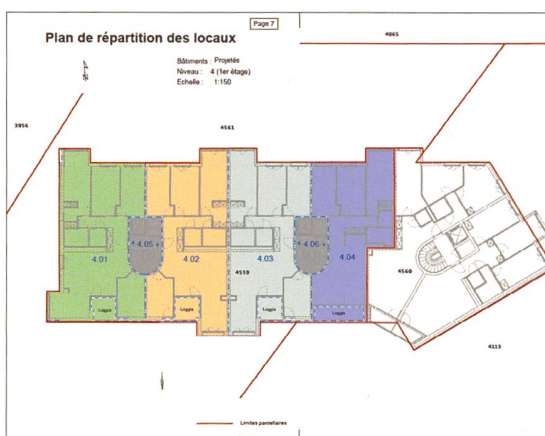 Page 7
Plan de répartition des locaux
4065
Bâtiments : Projetés
Niveau : 4 (1er étage)
Echelle : 1:150
N
3956
4561
4.05
4.06
4.01
4.02
4.03
4.04
4559
4560
Loggia
Loggia
Loggia
Loggia
4113
Limites parcellaires